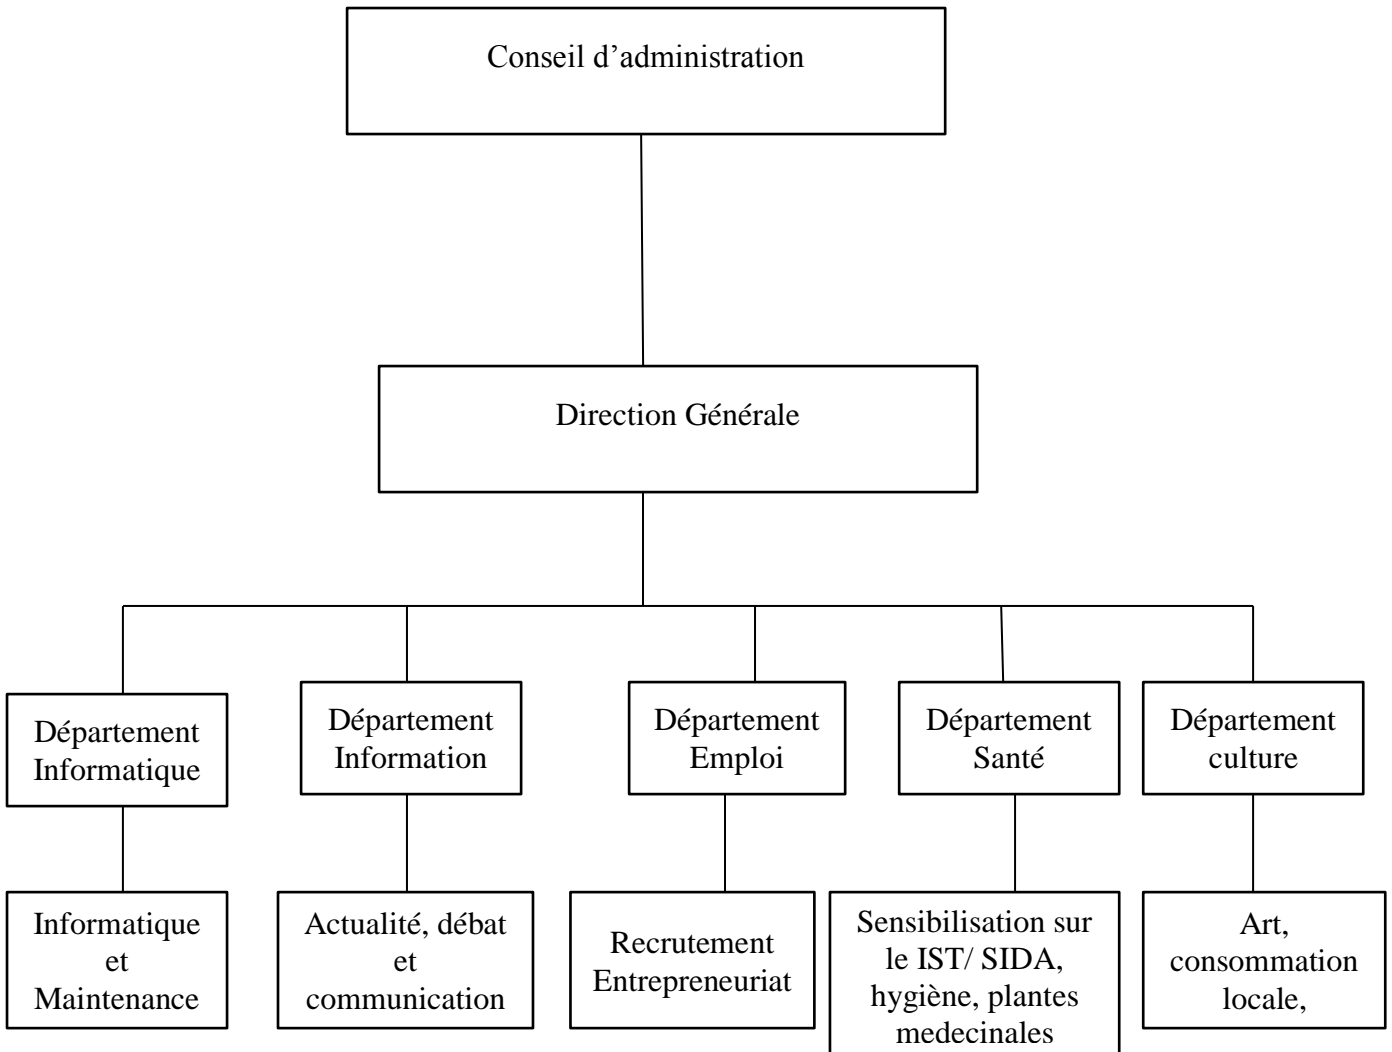 Conseil d’administration
Direction Générale
Département
Informatique
Département
Information
Département
Emploi
Département
Santé
Département
culture
Informatique
et
Maintenance
Actualité, débat
et
communication
Recrutement
Entrepreneuriat
Sensibilisation sur
le IST/ SIDA,
hygiène, plantes
medecinales
Art,
consommation
locale,